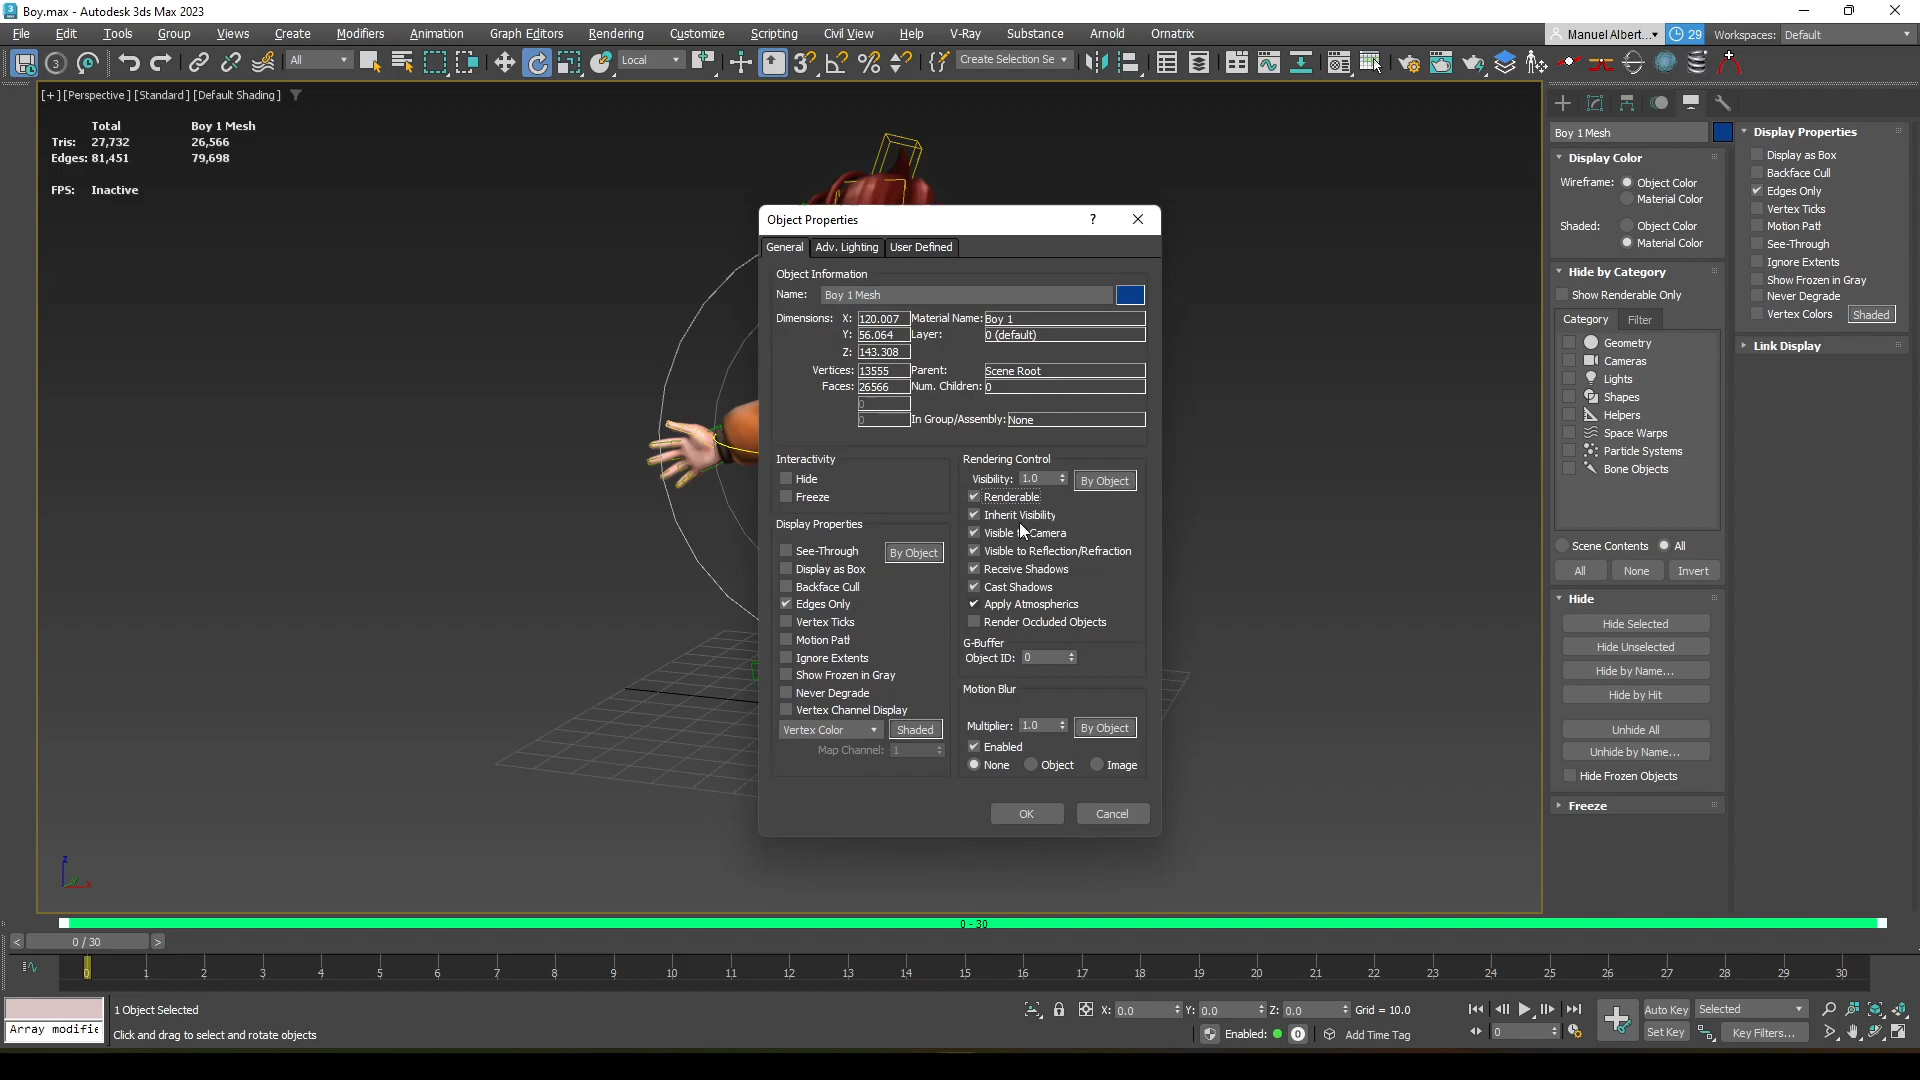 Boy.max - Autodesk 3ds Max 2023
File Edit Tools Group Views Create Modifiers Animation Graph Editors Rendering Customize Scripting Civil View Help V-Ray Substance Arnold Ornatrix Manuel Albert... 29 Workspaces: Default
All Local Create Selection Se
[+] [Perspective ] [Standard ] [Default Shading ]
Total Boy 1 Mesh
Tris: 27,732 26,566
Edges: 81,451 79,698
FPS: Inactive
Object Properties
General Adv. Lighting User Defined
Object Information
Name: Boy 1 Mesh
Dimensions: X: 120.007 Material Name: Boy 1
Y: 56.064 Layer: 0 (default)
Z: 143.308
Vertices: 13555 Parent: Scene Root
Faces: 26566 Num. Children: 0
0
0 In Group/Assembly: None
Interactivity
Hide
Freeze
Display Properties
See-Through By Object
Display as Box
Backface Cull
Edges Only
Vertex Ticks
Motion Path
Ignore Extents
Show Frozen in Gray
Never Degrade
Vertex Channel Display
Vertex Color Shaded
Map Channel: 1
Rendering Control
Visibility: 1.0 By Object
Renderable
Inherit Visibility
Visible Camera
Visible to Reflection/Refraction
Receive Shadows
Cast Shadows
Apply Atmospherics
Render Occluded Objects
G-Buffer
Object ID: 0
Motion Blur
Multiplier: 1.0 By Object
Enabled
None Object Image
OK Cancel
Boy 1 Mesh
Display Color
Wireframe: Object Color
Material Color
Shaded: Object Color
Material Color
Hide by Category
Show Renderable Only
Category Filter
Geometry
Cameras
Lights
Shapes
Helpers
Space Warps
Particle Systems
Bone Objects
Scene Contents All
All None Invert
Hide
Hide Selected
Hide Unselected
Hide by Name...
Hide by Hit
Unhide All
Unhide by Name...
Hide Frozen Objects
Freeze
Display Properties
Display as Box
Backface Cull
Edges Only
Vertex Ticks
Motion Path
See-Through
Ignore Extents
Show Frozen in Gray
Never Degrade
Vertex Colors Shaded
Link Display
z
y x
0 - 30
< 0 / 30 >
0 1 2 3 4 5 6 7 8 9 10 11 12 13 14 15 16 17 18 19 20 21 22 23 24 25 26 27 28 29 30
1 Object Selected X: 0.0 Y: 0.0 Z: 0.0 Grid = 10.0 Auto Key Selected
Array modifie Click and drag to select and rotate objects Enabled: 0 Add Time Tag 0 Set Key Key Filters...